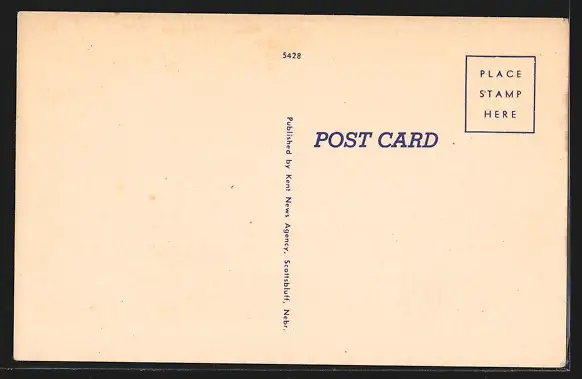 5428
PLACE
STAMP
HERE
POST CARD
Published by Kent News Agency, Scottsbluff, Nebr.